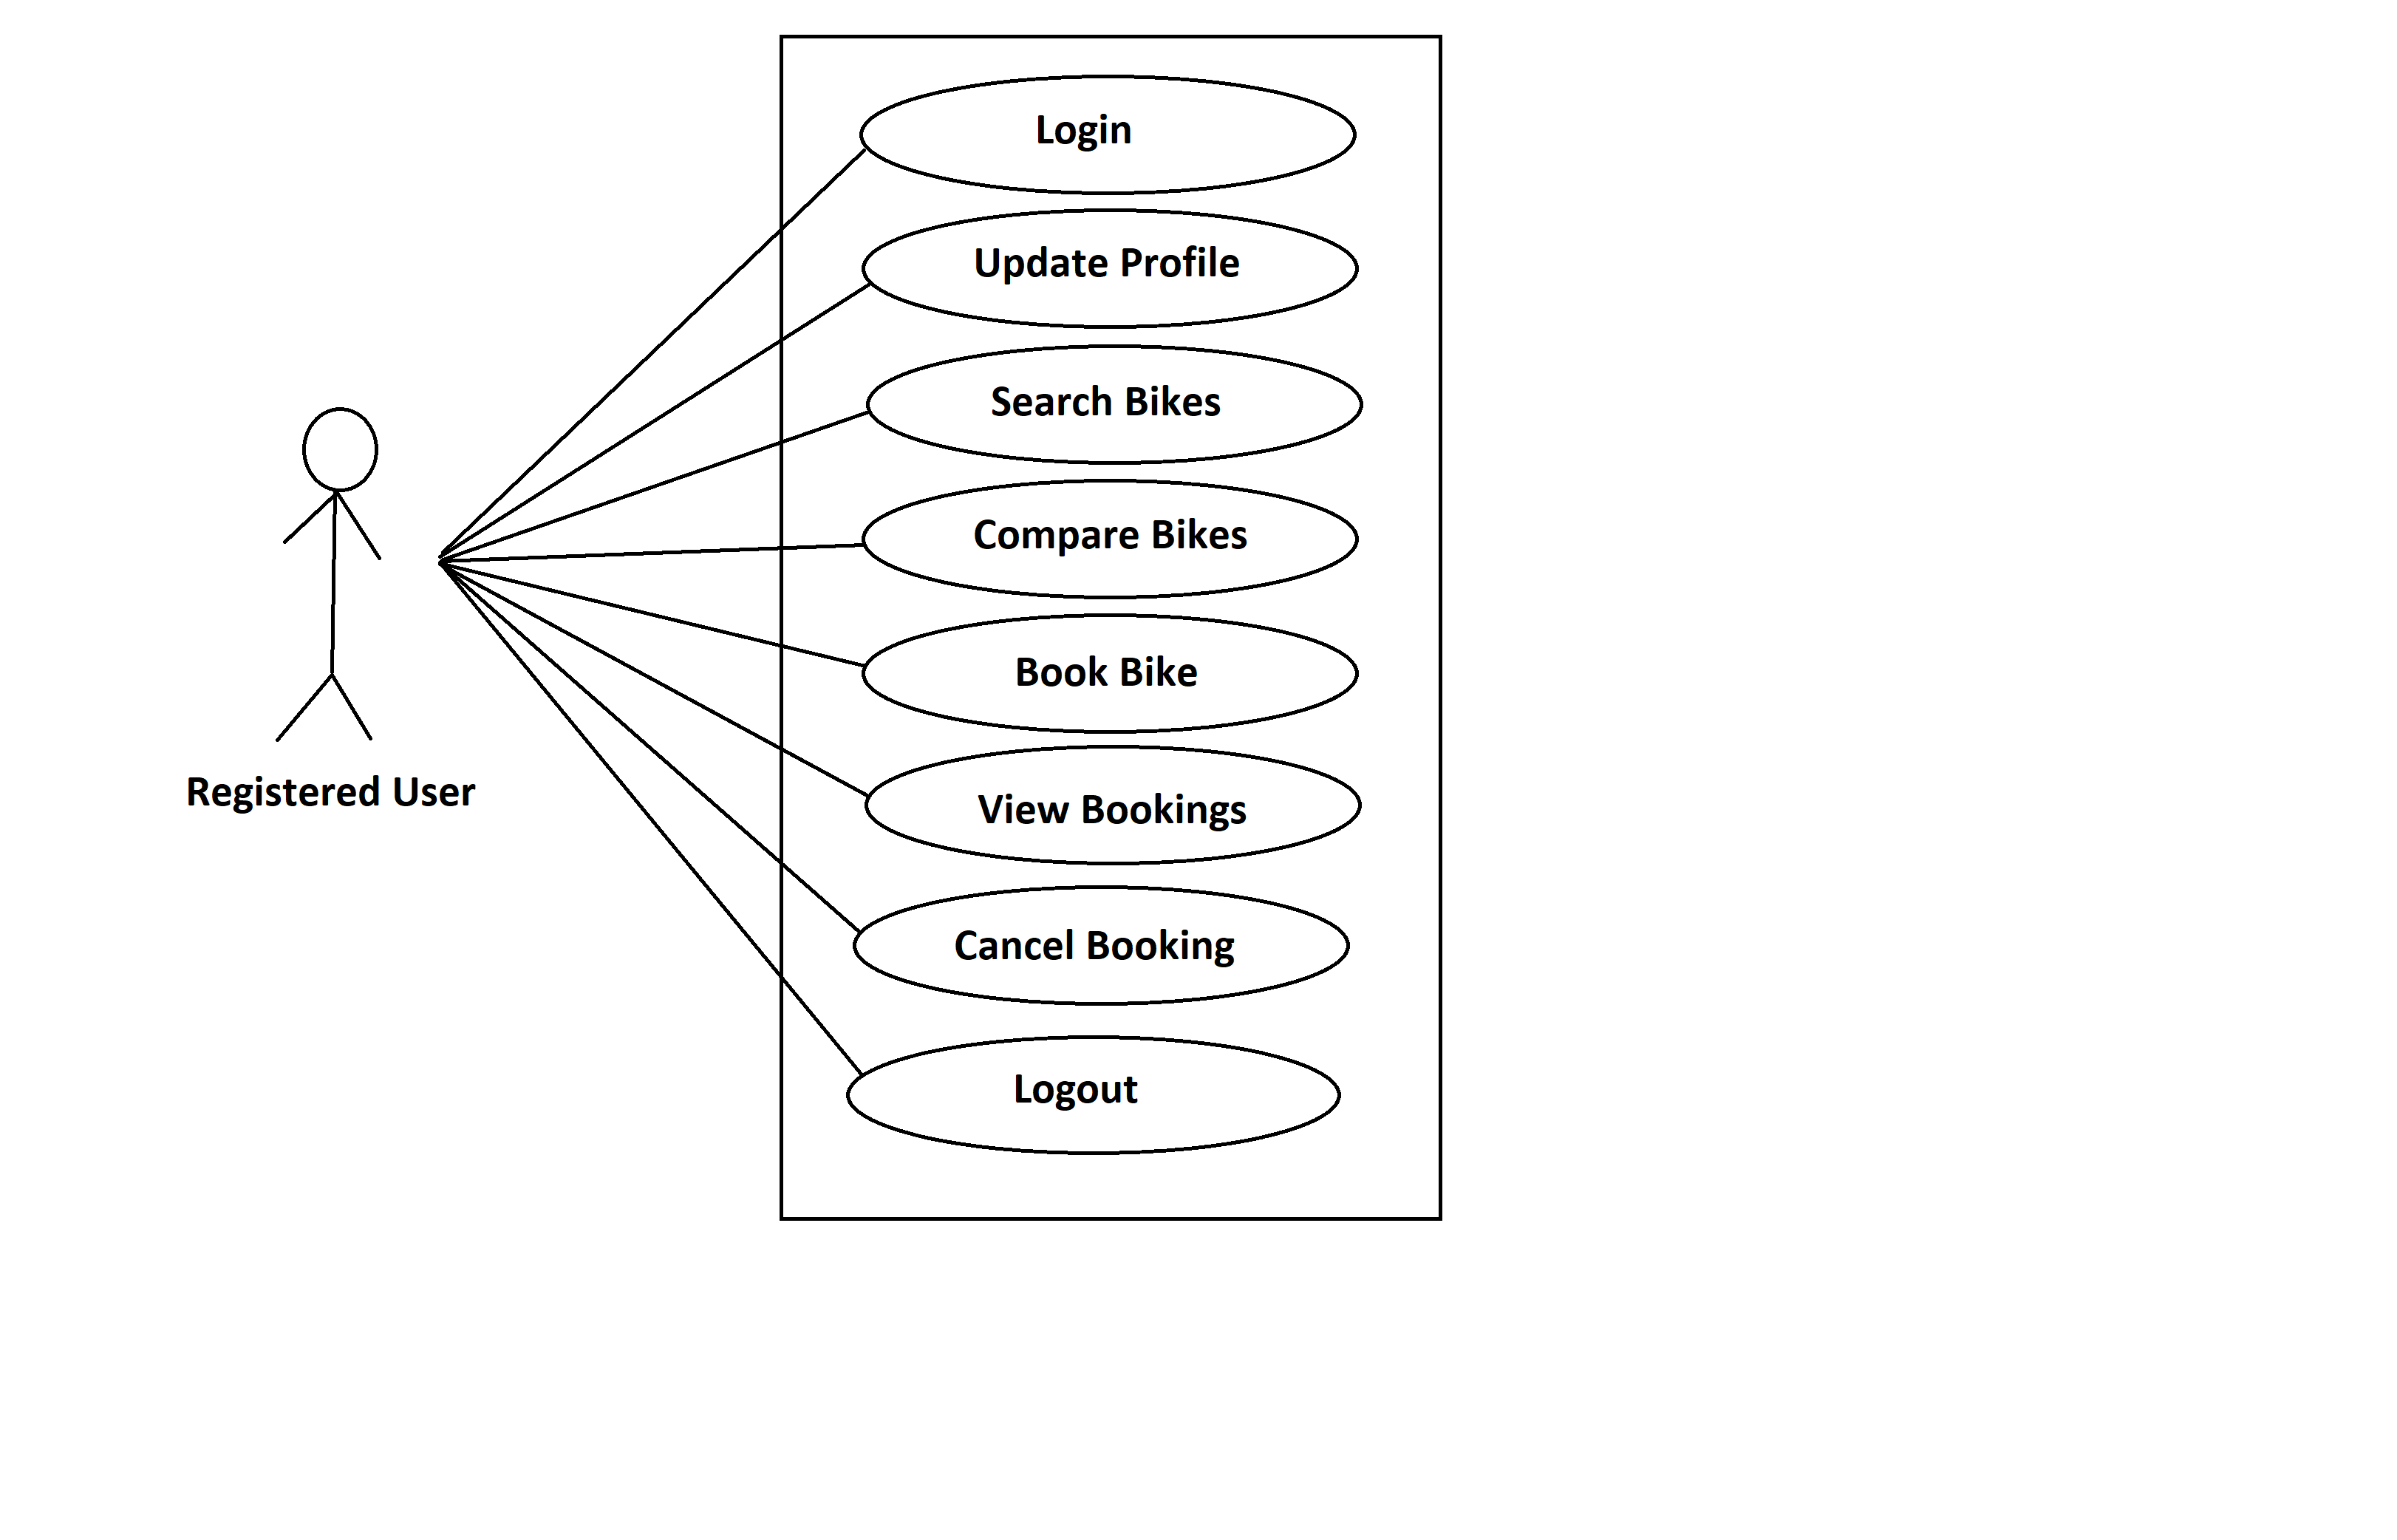 Login
Update Profile
Search Bikes
Compare Bikes
Book Bike
Registered User
View Bookings
Cancel Booking
Logout